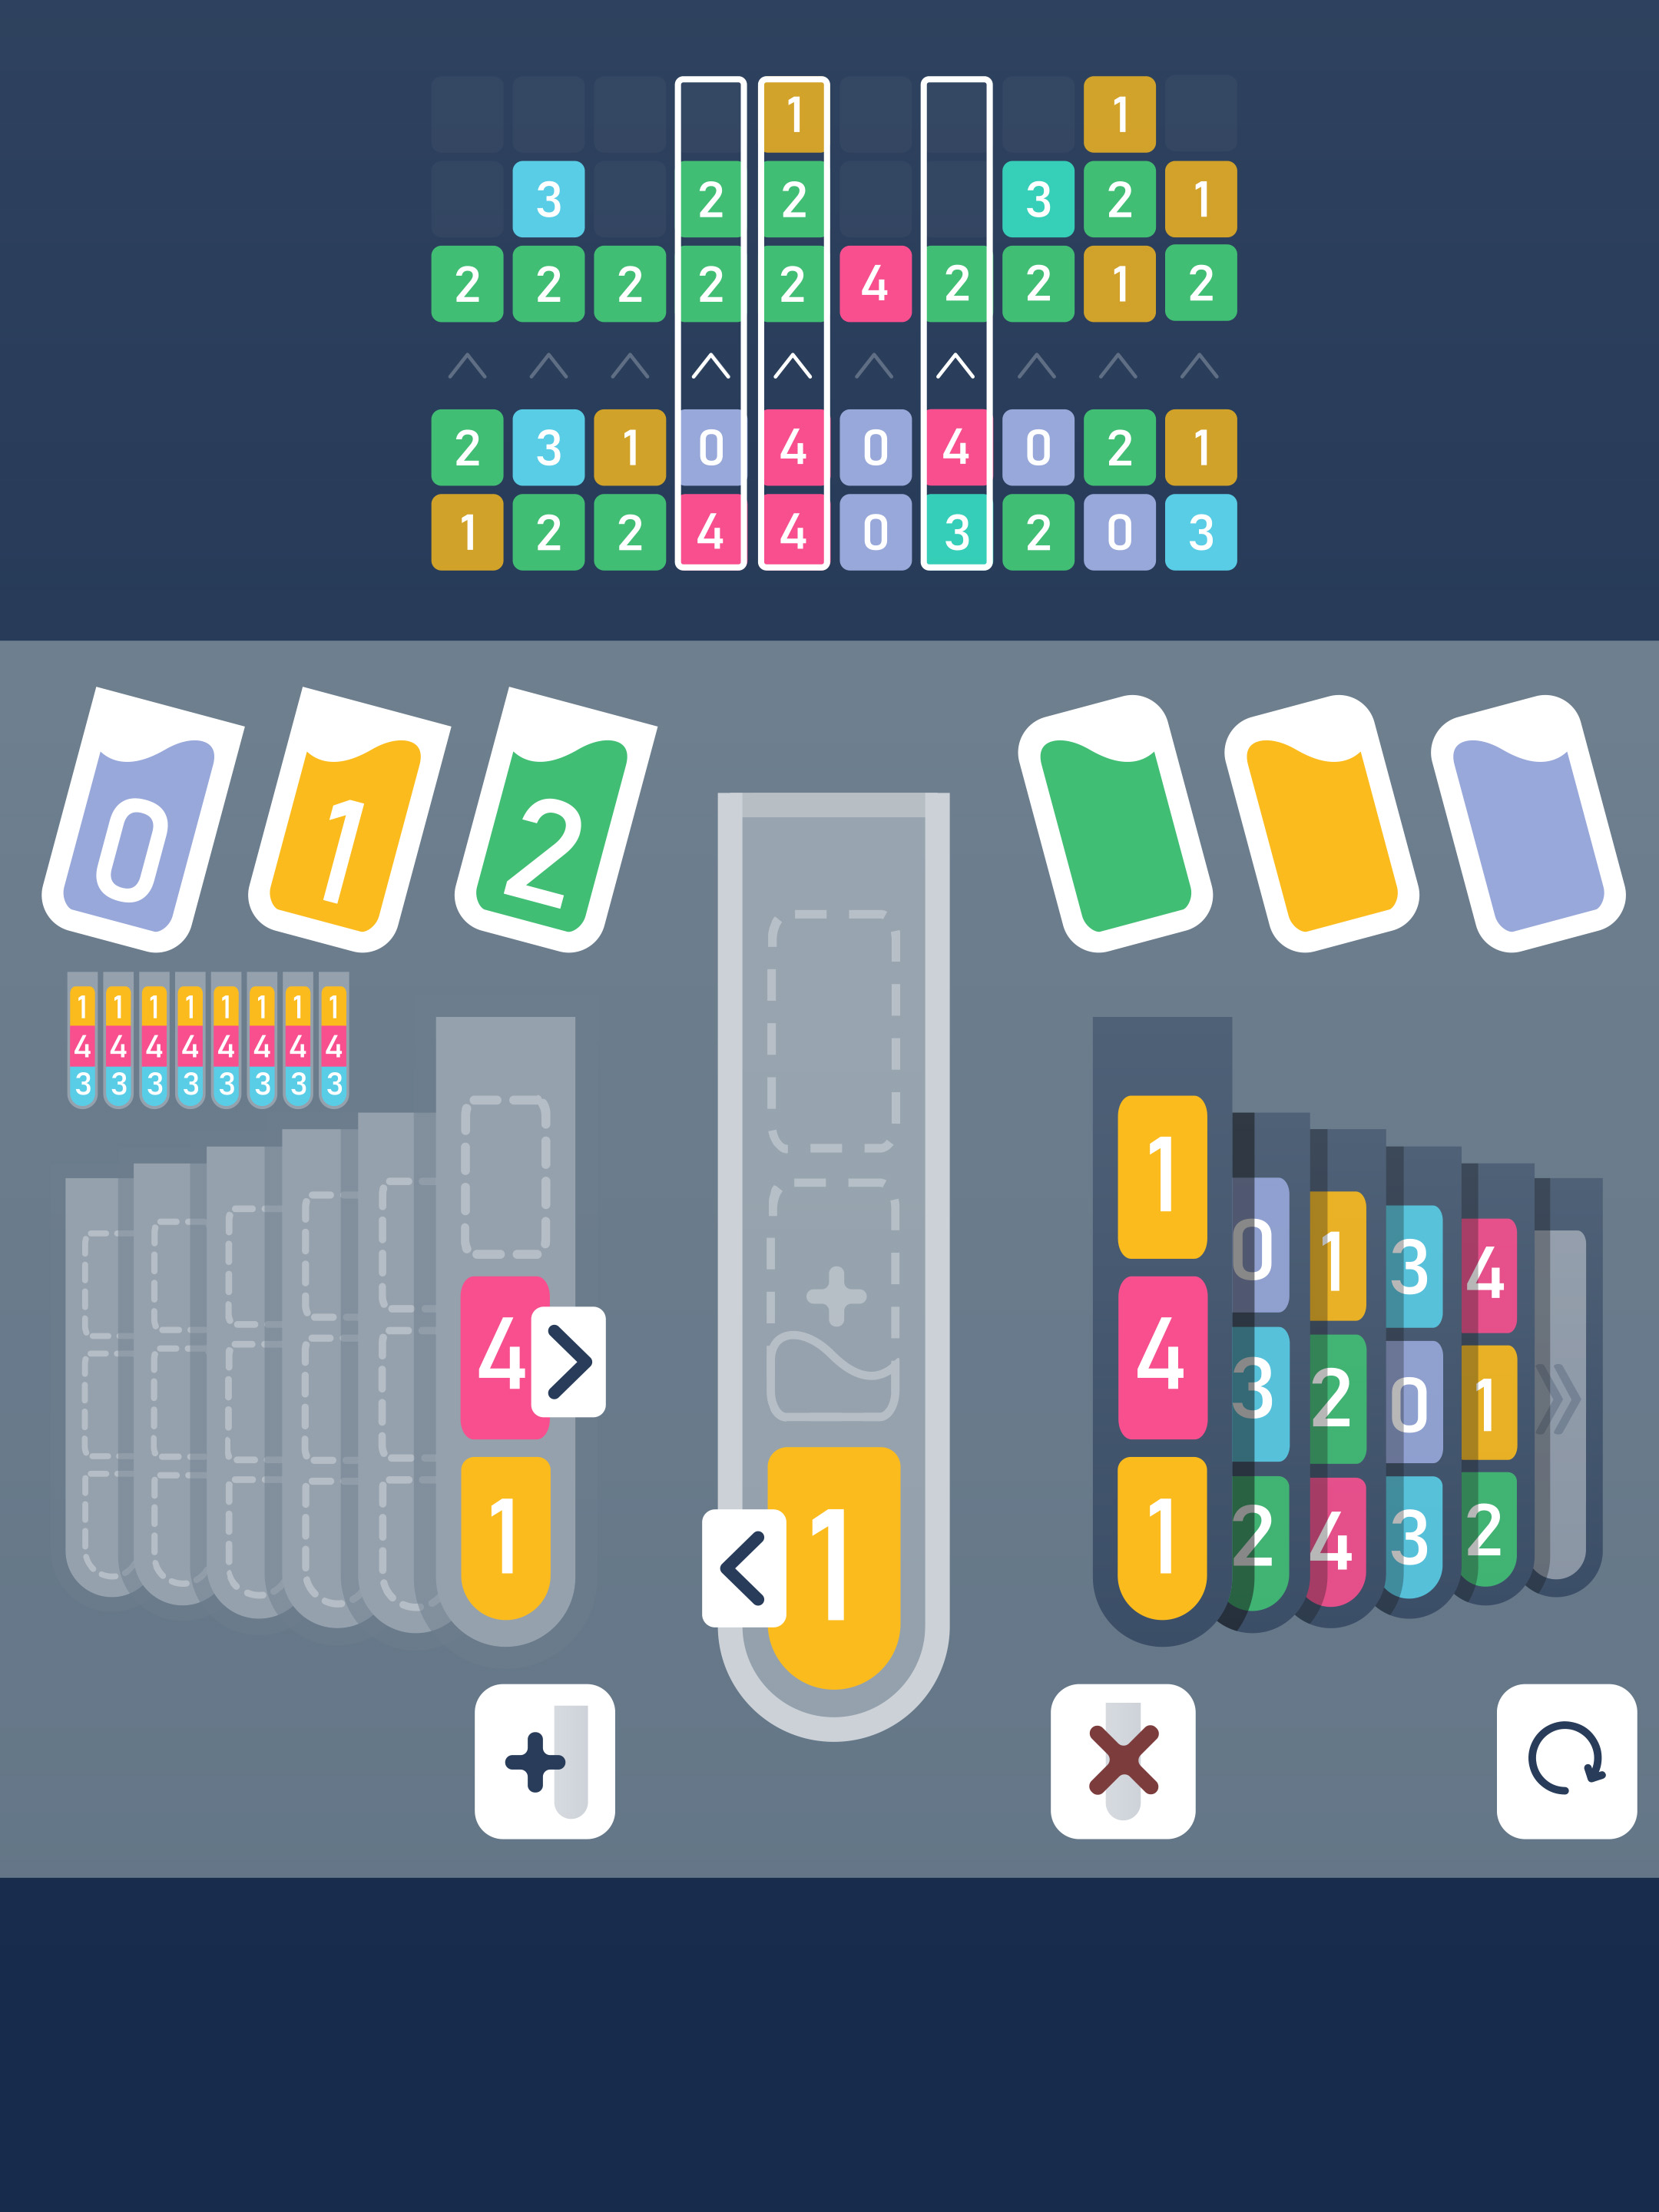 1 1
3 2 2 3 2 1
2 2 2 2 2 4 2 2 1 2
2 3 1 0 4 0 4 0 2 1
1 2 2 4 4 0 3 2 0 3
0 1 2
1 1 1 1 1 1 1 1
4 4 4 4 4 4 4 4
3 3 3 3 3 3 3 3
4
1
1
1 0 1 3 4
4 3 2 0 1
1 2 4 3 2